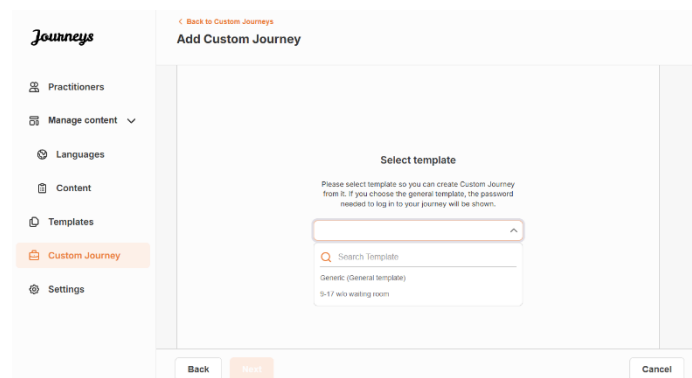 Journeys
< Back to Custom Journeys
Add Custom Journey
Practitioners
Manage content
Languages
Content
Templates
Custom Journey
Settings
Select template
Please select template so you can create Custom Journey
from it. If you choose the general template, the password
needed to log in to your journey will be shown.
Search Template
Generic (General template)
5-17 w/o waiting room
Back
Next
Cancel